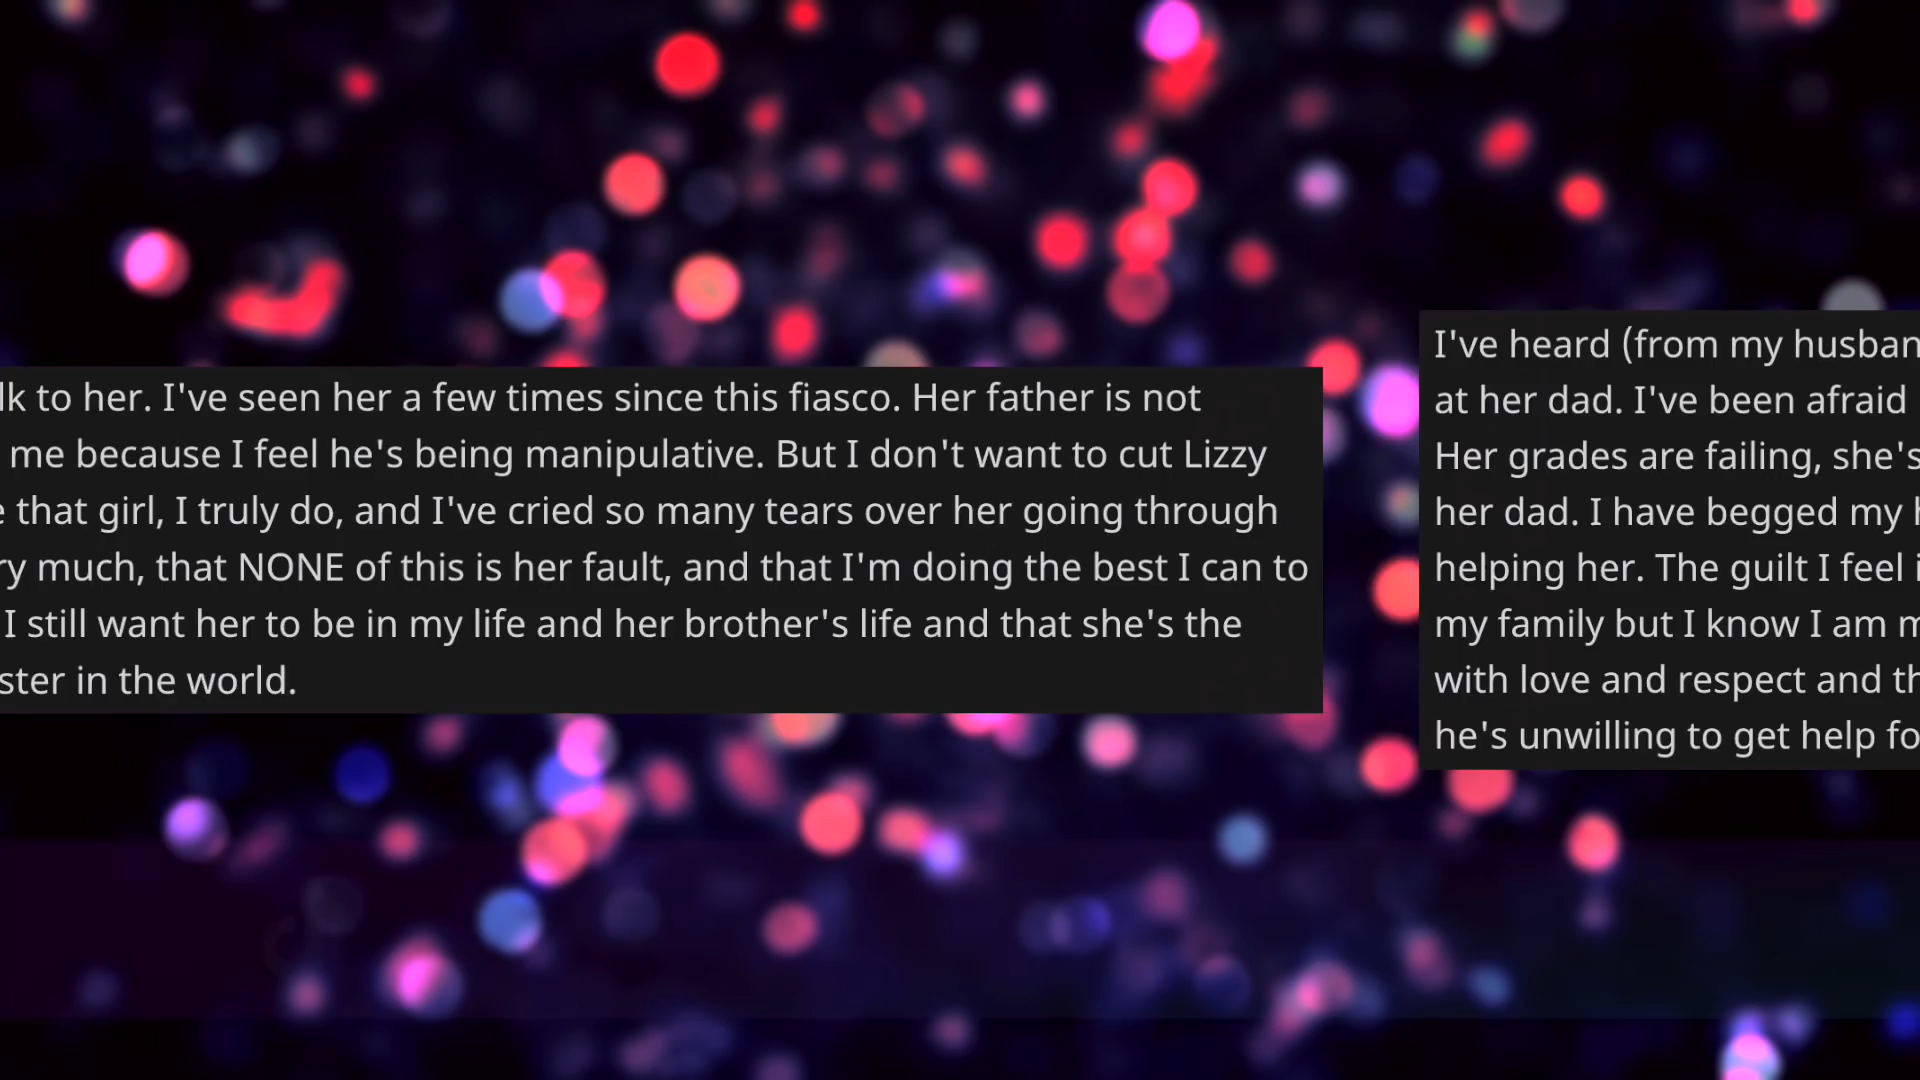 to her. I've seen her a few times since this fiasco. Her father is not
me because I feel he's being manipulative. But I don't want to cut Lizzy
that girl, I truly do, and I've cried so many tears over her going through
much, that NONE of this is her fault, and that I'm doing the best I can to
I still want her to be in my life and her brother's life and that she's the
in the world.
I've heard (from my
at her dad. I've been afraid
Her grades are failing, she's
her dad. I have begged my
helping her. The guilt I feel
my family but I know I am
with love and respect and
he's unwilling to get help